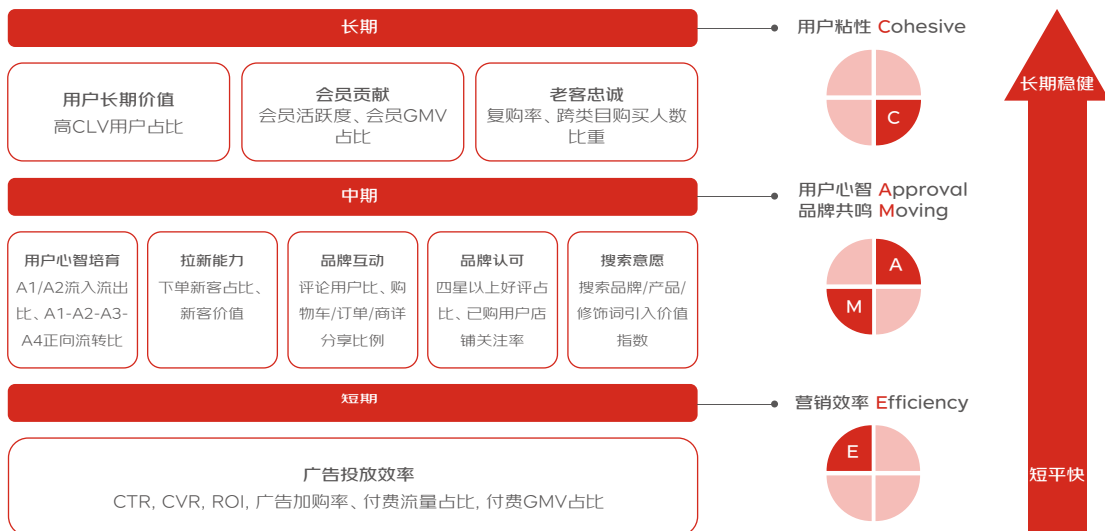 长期
用户粘性 Cohesive
用户长期价值
高CLV用户占比
会员贡献
会员活跃度、会员GMV
占比
老客忠诚
复购率、跨类目购买人数
比重
C
长期稳健
中期
用户心智 Approval
品牌共鸣 Moving
用户心智培育
A1/A2流入流出
比、A1-A2-A3-
A4正向流转比
拉新能力
下单新客占比、
新客价值
品牌互动
评论用户比、购
物车/订单/商详
分享比例
品牌认可
四星以上好评占
比、已购用户店
铺关注率
搜索意愿
搜索品牌/产品/
修饰词引入价值
指数
A
M
短期
营销效率 Efficiency
广告投放效率
CTR, CVR, ROI, 广告加购率、付费流量占比, 付费GMV占比
E
短平快